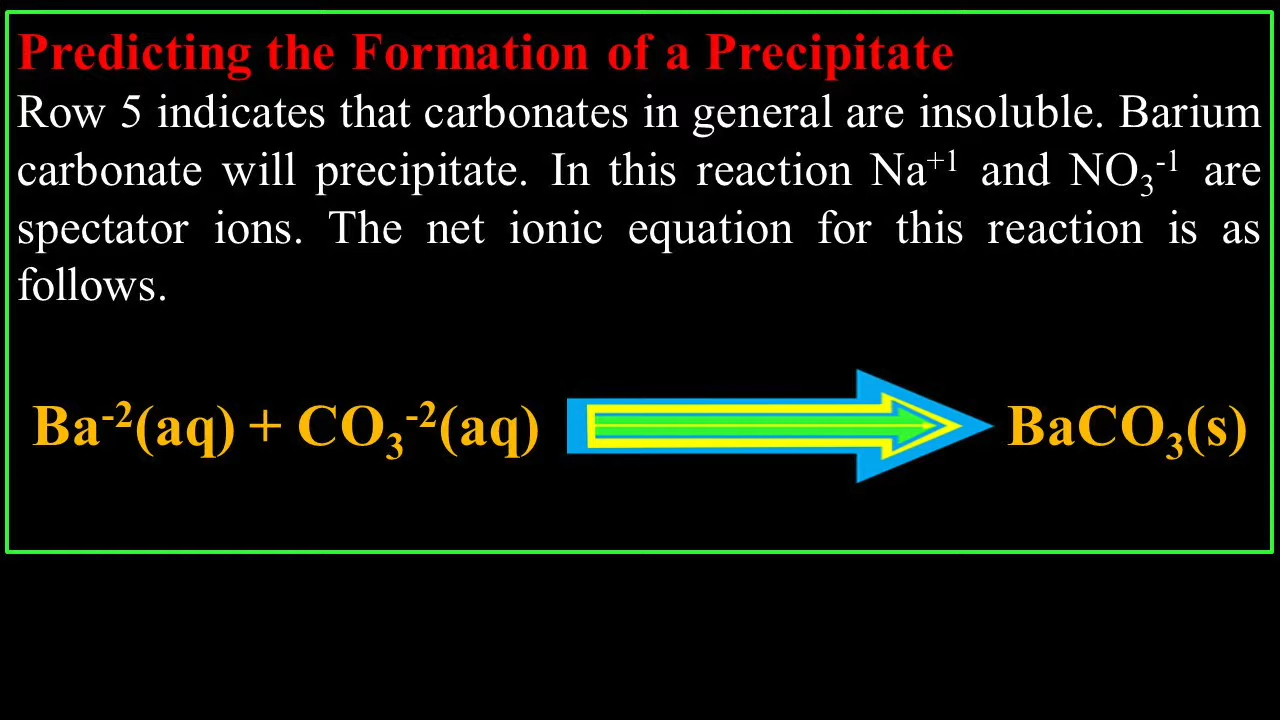 Predicting the Formation of a Precipitate
Row 5 indicates that carbonates in general are insoluble. Barium
carbonate will precipitate. In this reaction Na⁺¹ and NO₃⁻¹ are
spectator ions. The net ionic equation for this reaction is as
follows.
Ba⁻²(aq) + CO₃⁻²(aq) BaCO₃(s)